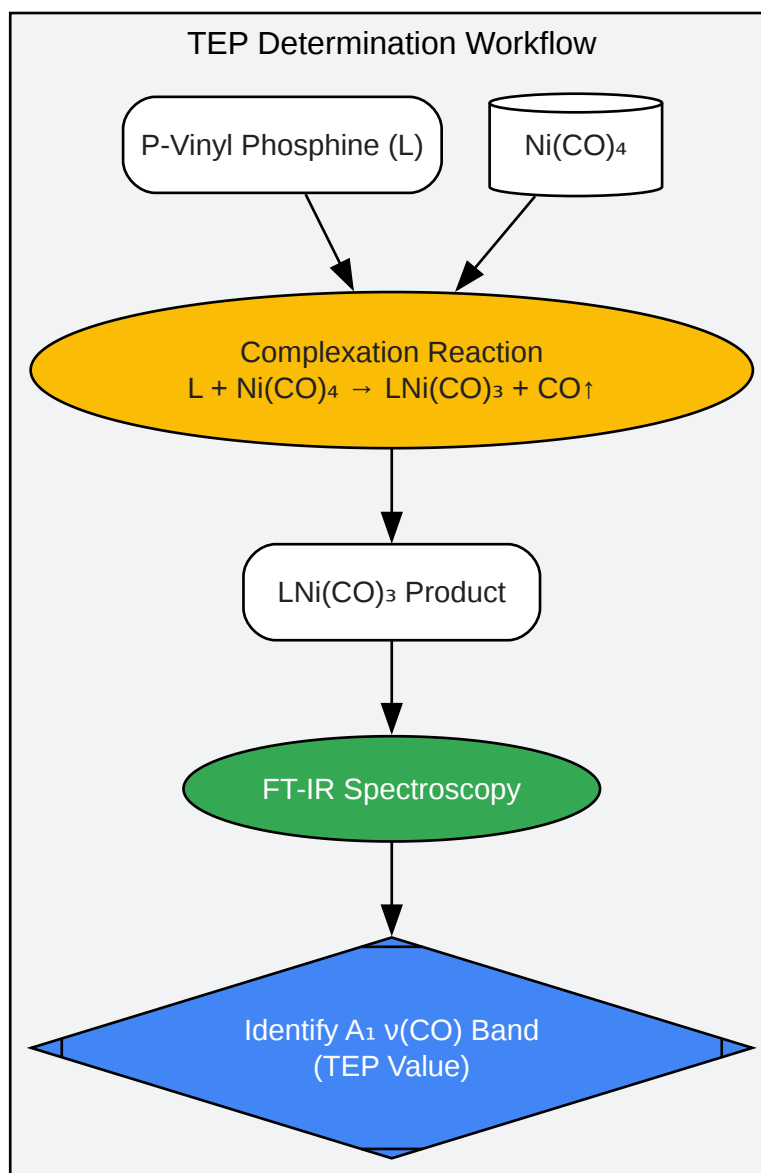 TEP Determination Workflow
P-Vinyl Phosphine (L)
Ni(CO)₄
Complexation Reaction
L + Ni(CO)₄ → LNi(CO)₃ + CO↑
LNi(CO)₃ Product
FT-IR Spectroscopy
Identify A₁ ν(CO) Band
(TEP Value)